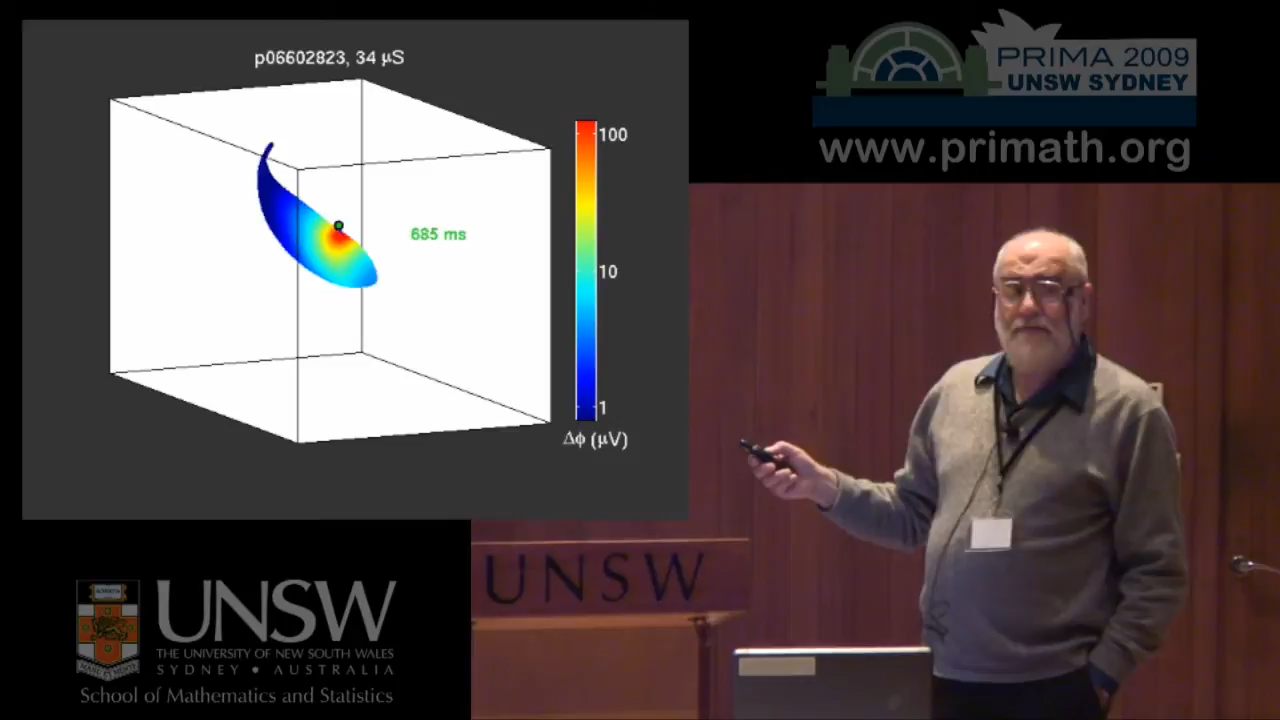 p06602823, 34 µS
100
685 ms
10
1
Δϕ (µV)
PRIMA 2009
UNSW SYDNEY
www.primath.org
UNSW
UNSW
THE UNIVERSITY OF NEW SOUTH WALES
SYDNEY • AUSTRALIA
School of Mathematics and Statistics